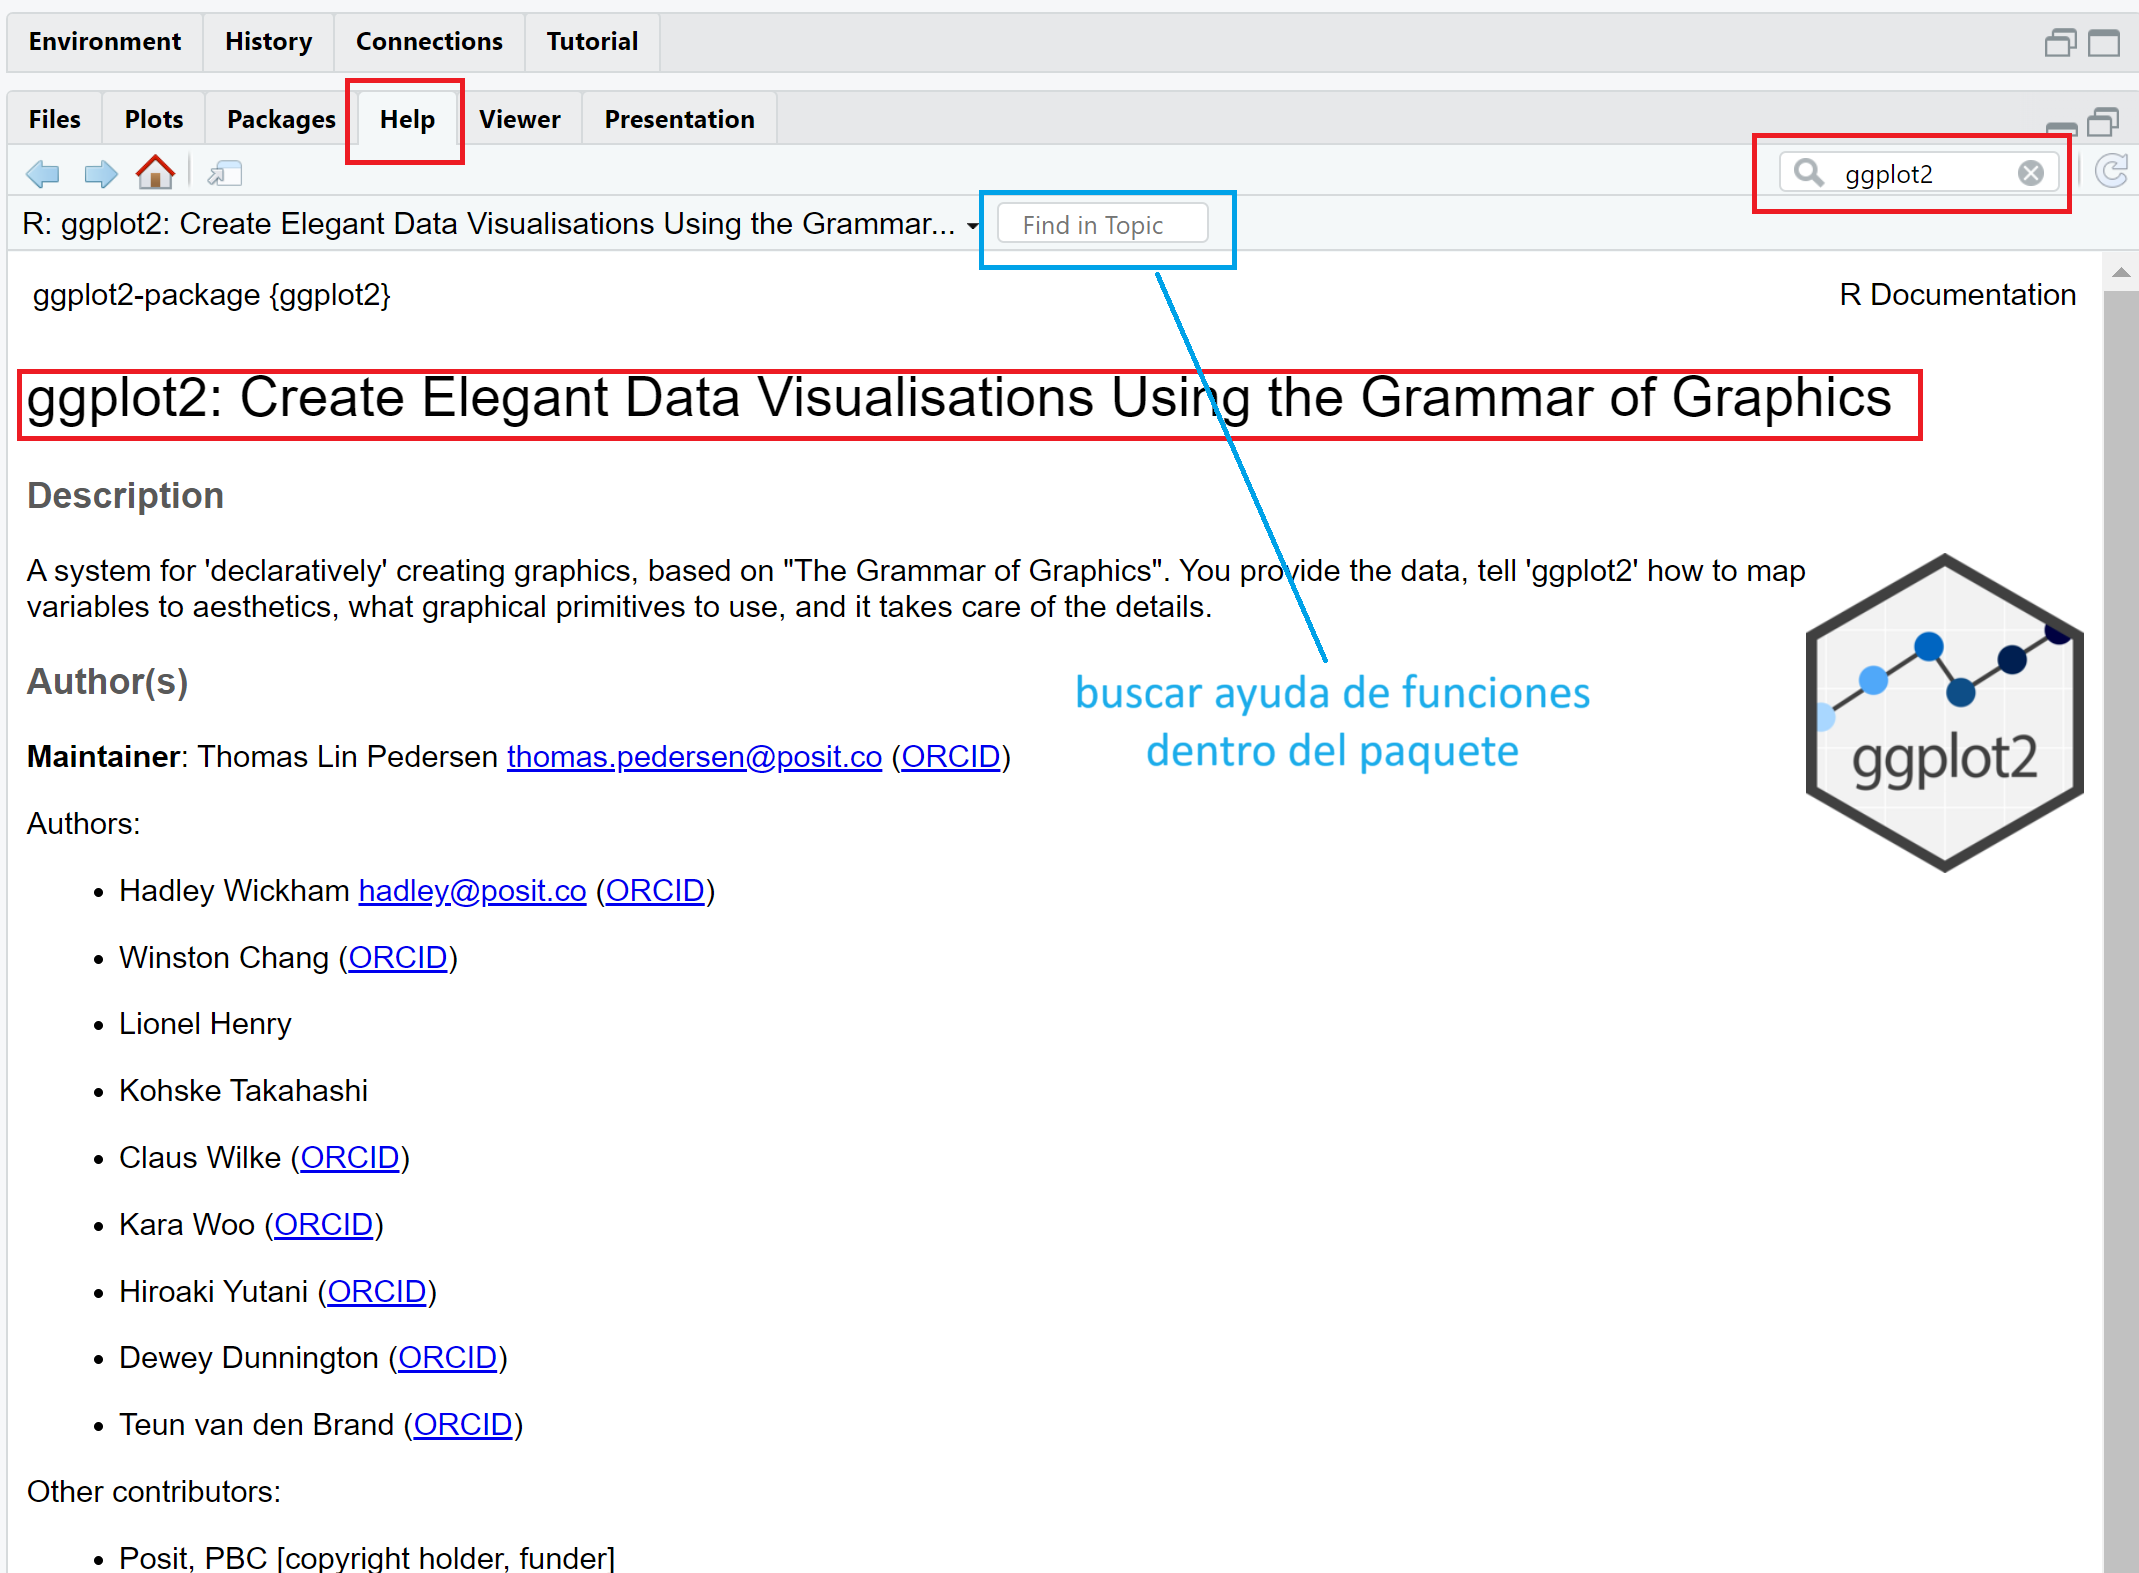 Environment History Connections Tutorial
Files Plots Packages Help Viewer Presentation
ggplot2
R: ggplot2: Create Elegant Data Visualisations Using the Grammar... Find in Topic
ggplot2-package {ggplot2} R Documentation
ggplot2: Create Elegant Data Visualisations Using the Grammar of Graphics
Description
A system for 'declaratively' creating graphics, based on "The Grammar of Graphics". You provide the data, tell 'ggplot2' how to map
variables to aesthetics, what graphical primitives to use, and it takes care of the details.
ggplot2
Author(s)
buscar ayuda de funciones
dentro del paquete
Maintainer: Thomas Lin Pedersen thomas.pedersen@posit.co (ORCID)
Authors:
• Hadley Wickham hadley@posit.co (ORCID)
• Winston Chang (ORCID)
• Lionel Henry
• Kohske Takahashi
• Claus Wilke (ORCID)
• Kara Woo (ORCID)
• Hiroaki Yutani (ORCID)
• Dewey Dunnington (ORCID)
• Teun van den Brand (ORCID)
Other contributors:
• Posit, PBC [copyright holder, funder]